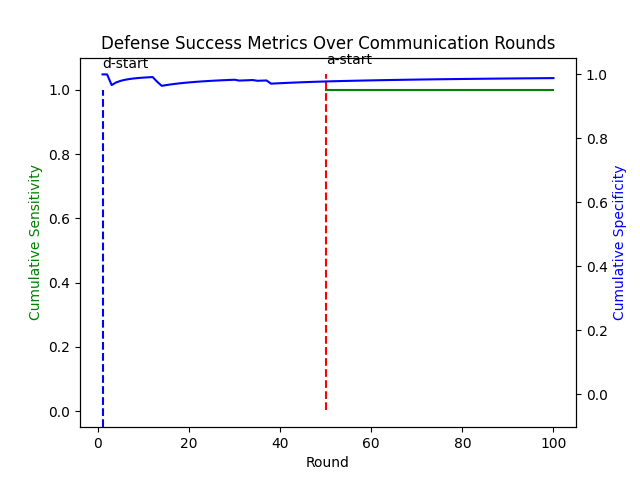 Defense Success Metrics Over Communication Rounds
d-start
a-start
1.0
0.8
0.6
0.4
0.2
0.0
Cumulative Sensitivity
1.0
0.8
0.6
0.4
0.2
0.0
Cumulative Specificity
0 20 40 60 80 100
Round